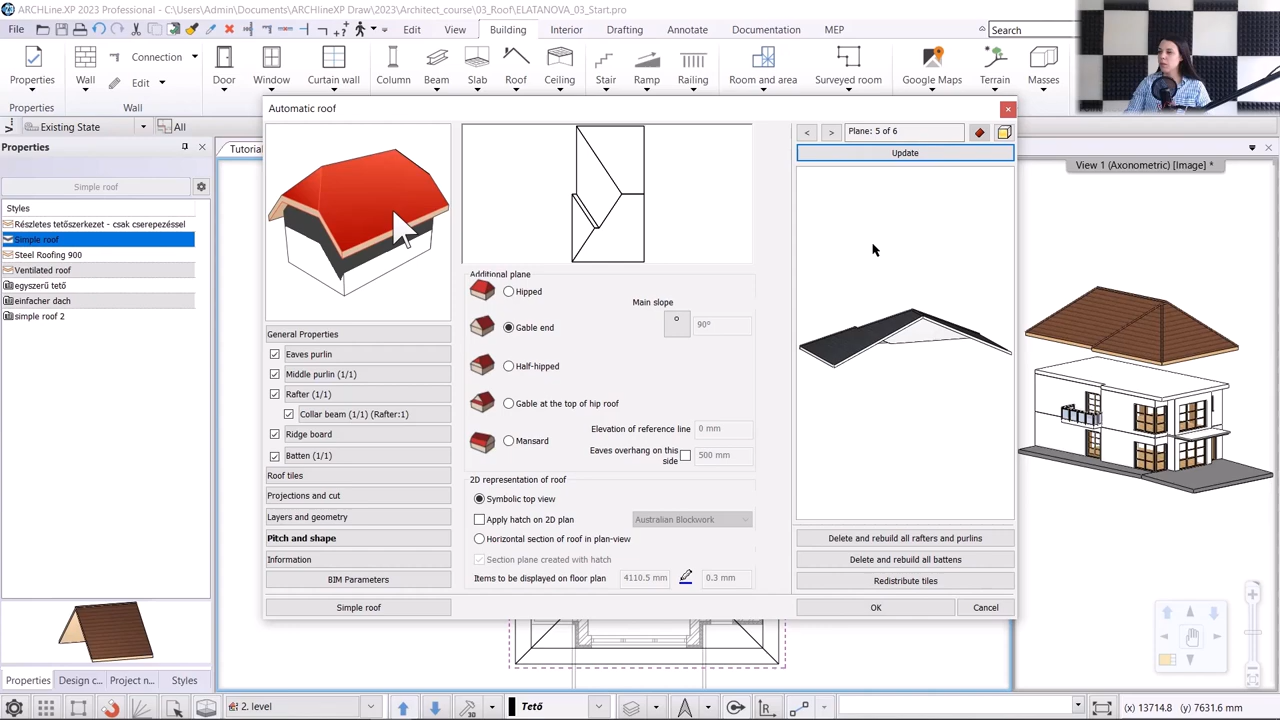 ARCHLine.XP 2023 Professional - C:\Users\Admin\Documents\ARCHlineXP Draw\2023\Architect_course\03_Roof\ELATANOVA_03_Start.pro
File
Edit
View
Building
Interior
Drafting
Annotate
Documentation
MEP
Search
Connection
Edit
Properties
Wall
Door
Window
Curtain wall
Column
Beam
Slab
Roof
Ceiling
Stair
Ramp
Railing
Room and area
Surveyed room
Google Maps
Terrain
Masses
Properties
Wall
Existing State
All
Properties
Tutorial
View 1 (Axonometric) [Image] *
Simple roof
Styles
Részletes tetőszerkezet - csak cserepezéssel
Simple roof
Steel Roofing 900
Ventilated roof
egyszerű tető
einfacher dach
simple roof 2
Automatic roof
General Properties
Eaves purlin
Middle purlin (1/1)
Rafter (1/1)
Collar beam (1/1) (Rafter:1)
Ridge board
Batten (1/1)
Roof tiles
Projections and cut
Layers and geometry
Pitch and shape
Information
BIM Parameters
Simple roof
Additional plane
Hipped
Main slope
Gable end
90°
Half-hipped
Gable at the top of hip roof
Elevation of reference line
0 mm
Mansard
Eaves overhang on this side
500 mm
2D representation of roof
Symbolic top view
Apply hatch on 2D plan
Australian Blockwork
Horizontal section of roof in plan-view
Section plane created with hatch
Items to be displayed on floor plan
4110.5 mm
0.3 mm
< > Plane: 5 of 6
Update
Delete and rebuild all rafters and purlins
Delete and rebuild all battens
Redistribute tiles
OK
Cancel
Properties
Design c...
Project n...
Styles
2. level
Tető
(x) 13714.8
(y) 7631.6 mm